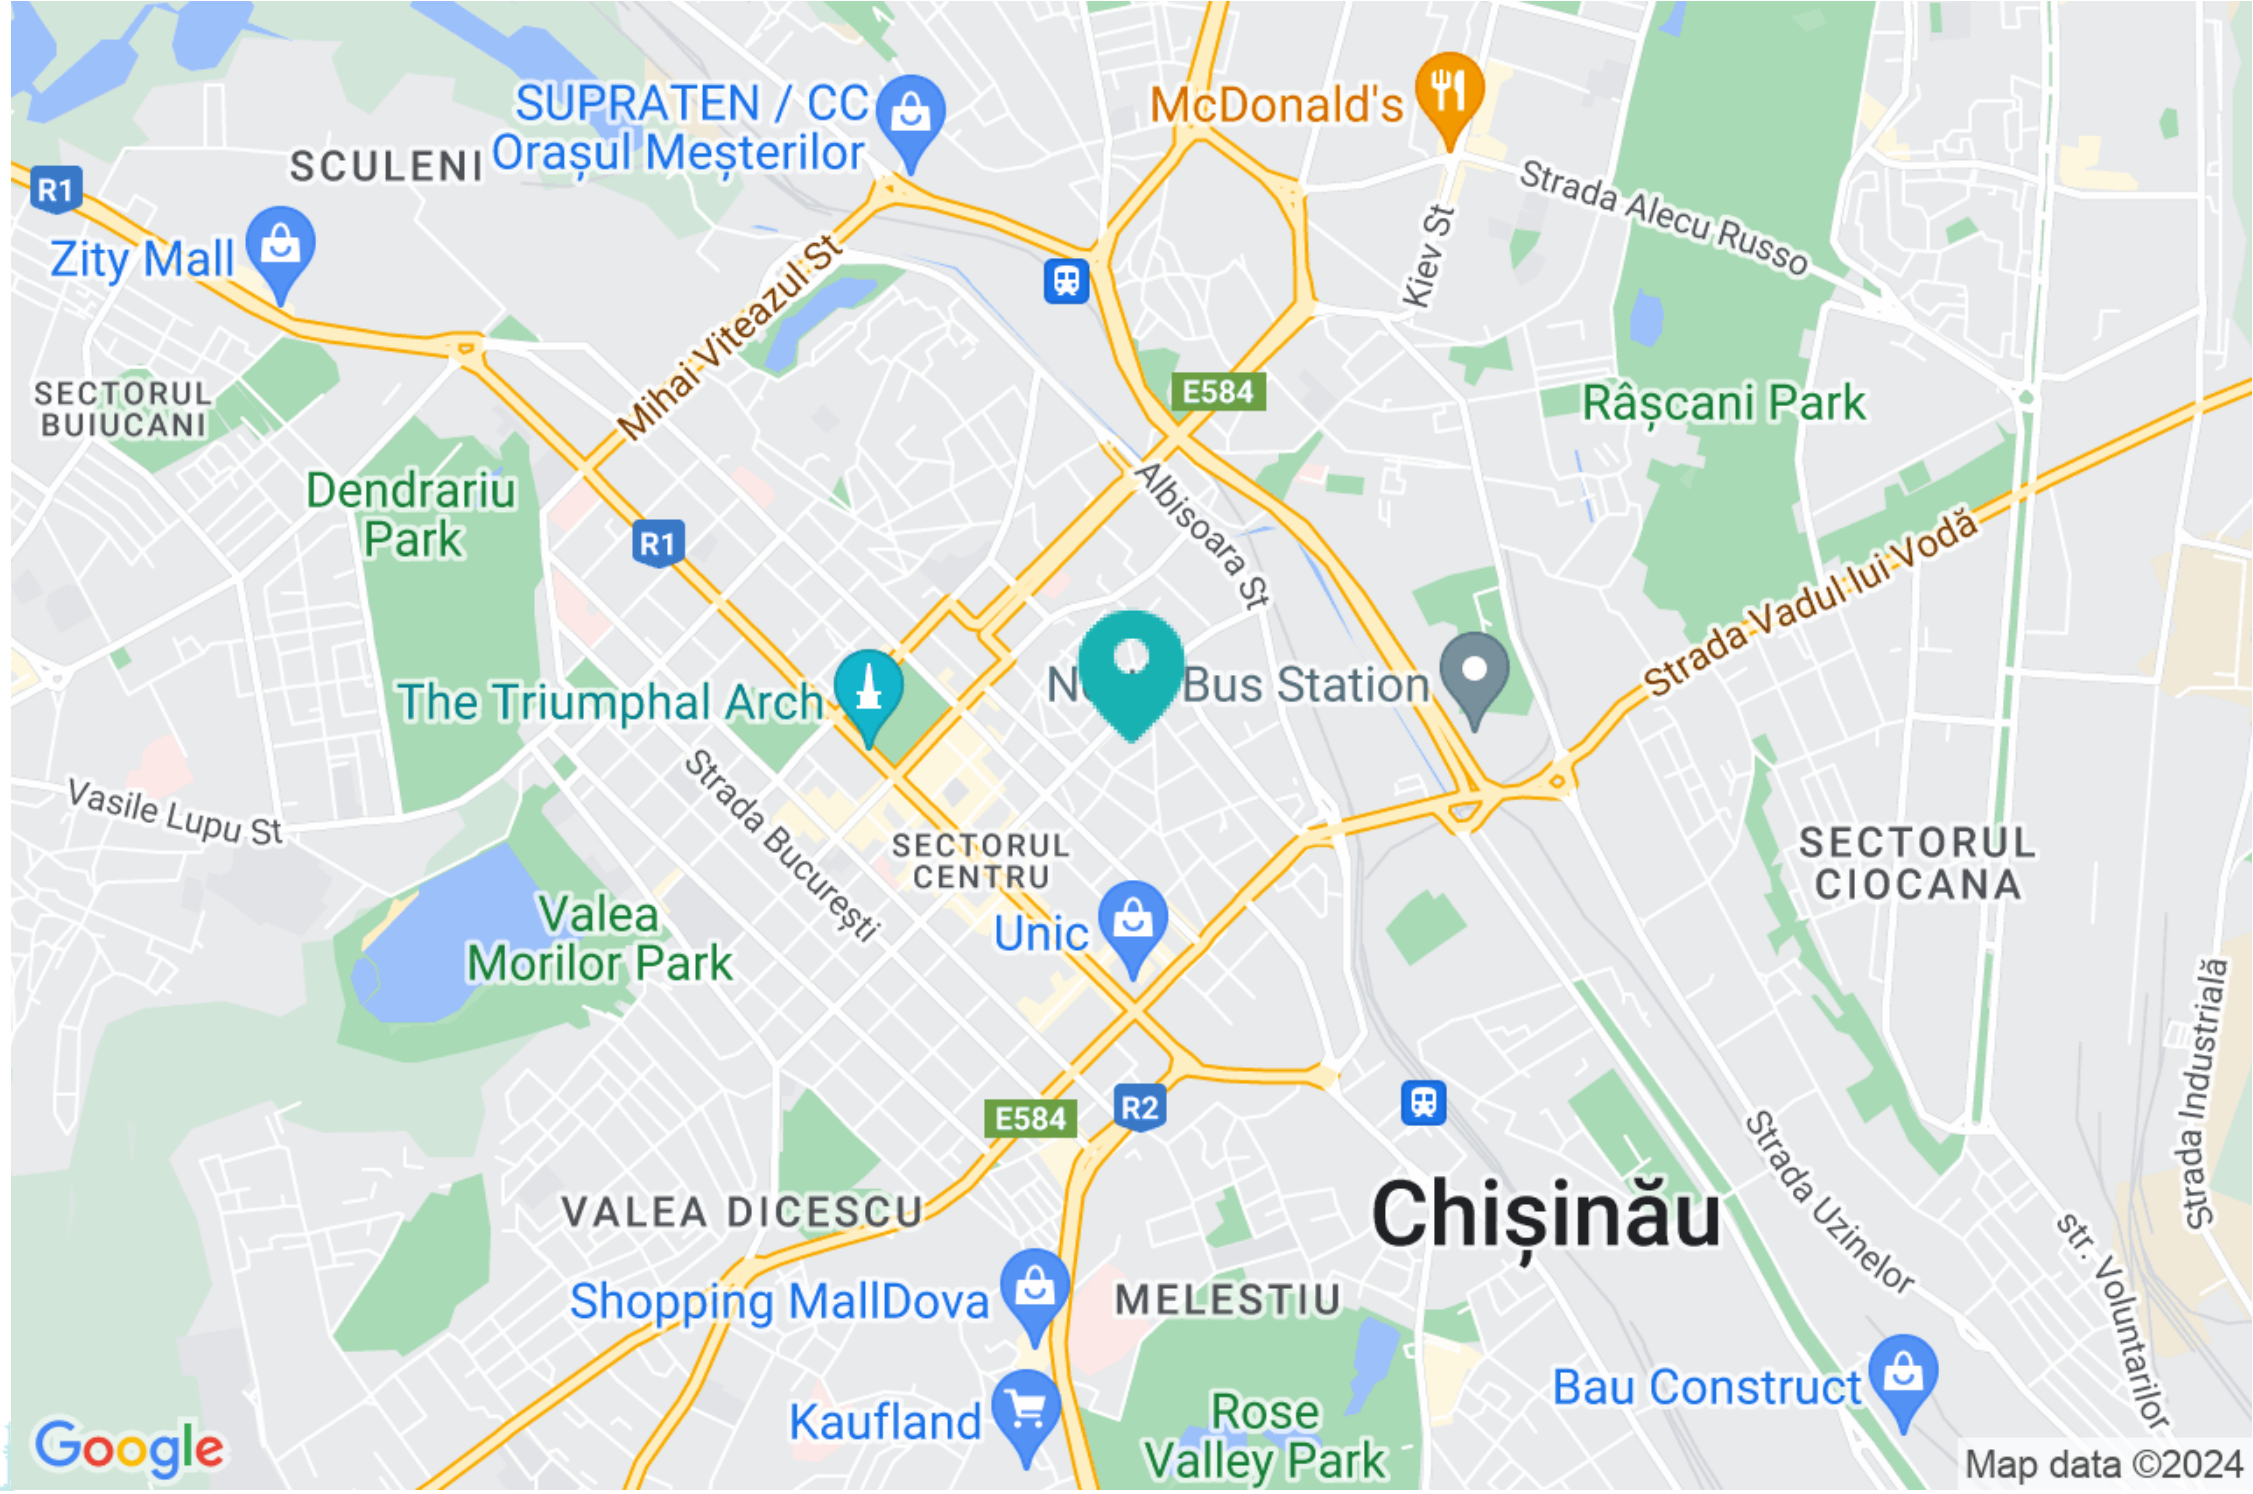 SUPRATEN / CC
Orașul Meșterilor
McDonald's
SCULENI
R1
Zity Mall
Strada Alecu Russo
Kiev St
Mihai Viteazul St
SECTORUL
BUIUCANI
E584
Râșcani Park
Dendrariu
Park
R1
Albisoara St
Strada Vadul lui Vodă
The Triumphal Arch
Bus Station
Strada București
Vasile Lupu St
SECTORUL
CENTRU
SECTORUL
CIOCANA
Valea
Morilor Park
Unic
Strada Industrială
E584
R2
Strada Uzinelor
Chișinău
VALEA DICESCU
str. Voluntarilor
Shopping MallDova
MELESTIU
Bau Construct
Kaufland
Rose
Valley Park
Google
Map data ©2024